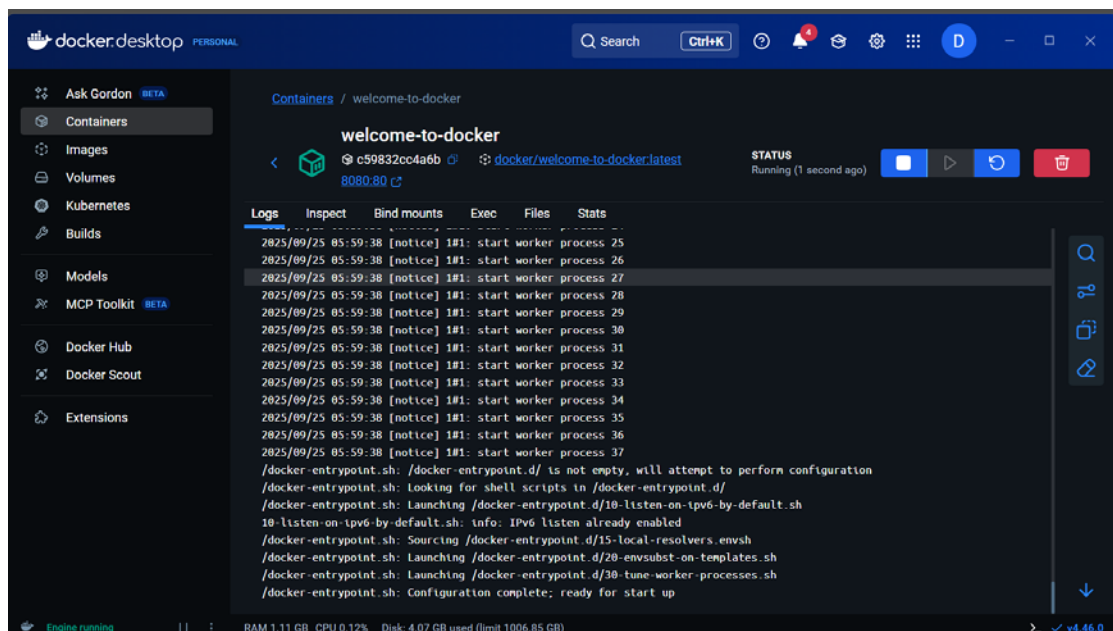 docker.desktop PERSONAL
Search Ctrl+K
4
D
Ask Gordon BETA
Containers
Images
Volumes
Kubernetes
Builds
Models
MCP Toolkit BETA
Docker Hub
Docker Scout
Extensions
Containers / welcome-to-docker
welcome-to-docker
c59832cc4a6b docker/welcome-to-docker:latest
8080:80
STATUS
Running (1 second ago)
Logs Inspect Bind mounts Exec Files Stats
2025/09/25 05:59:38 [notice] 1#1: start worker process 25
2025/09/25 05:59:38 [notice] 1#1: start worker process 26
2025/09/25 05:59:38 [notice] 1#1: start worker process 27
2025/09/25 05:59:38 [notice] 1#1: start worker process 28
2025/09/25 05:59:38 [notice] 1#1: start worker process 29
2025/09/25 05:59:38 [notice] 1#1: start worker process 30
2025/09/25 05:59:38 [notice] 1#1: start worker process 31
2025/09/25 05:59:38 [notice] 1#1: start worker process 32
2025/09/25 05:59:38 [notice] 1#1: start worker process 33
2025/09/25 05:59:38 [notice] 1#1: start worker process 34
2025/09/25 05:59:38 [notice] 1#1: start worker process 35
2025/09/25 05:59:38 [notice] 1#1: start worker process 36
2025/09/25 05:59:38 [notice] 1#1: start worker process 37
/docker-entrypoint.sh: /docker-entrypoint.d/ is not empty, will attempt to perform configuration
/docker-entrypoint.sh: Looking for shell scripts in /docker-entrypoint.d/
/docker-entrypoint.sh: Launching /docker-entrypoint.d/10-listen-on-ipv6-by-default.sh
10-listen-on-ipv6-by-default.sh: info: IPv6 listen already enabled
/docker-entrypoint.sh: Sourcing /docker-entrypoint.d/15-local-resolvers.envsh
/docker-entrypoint.sh: Launching /docker-entrypoint.d/20-envsubst-on-templates.sh
/docker-entrypoint.sh: Launching /docker-entrypoint.d/30-tune-worker-processes.sh
/docker-entrypoint.sh: Configuration complete; ready for start up
Engine running RAM 1.11 GB CPU 0.12% Disk: 4.07 GB used (limit 1006.85 GB) v4.46.0